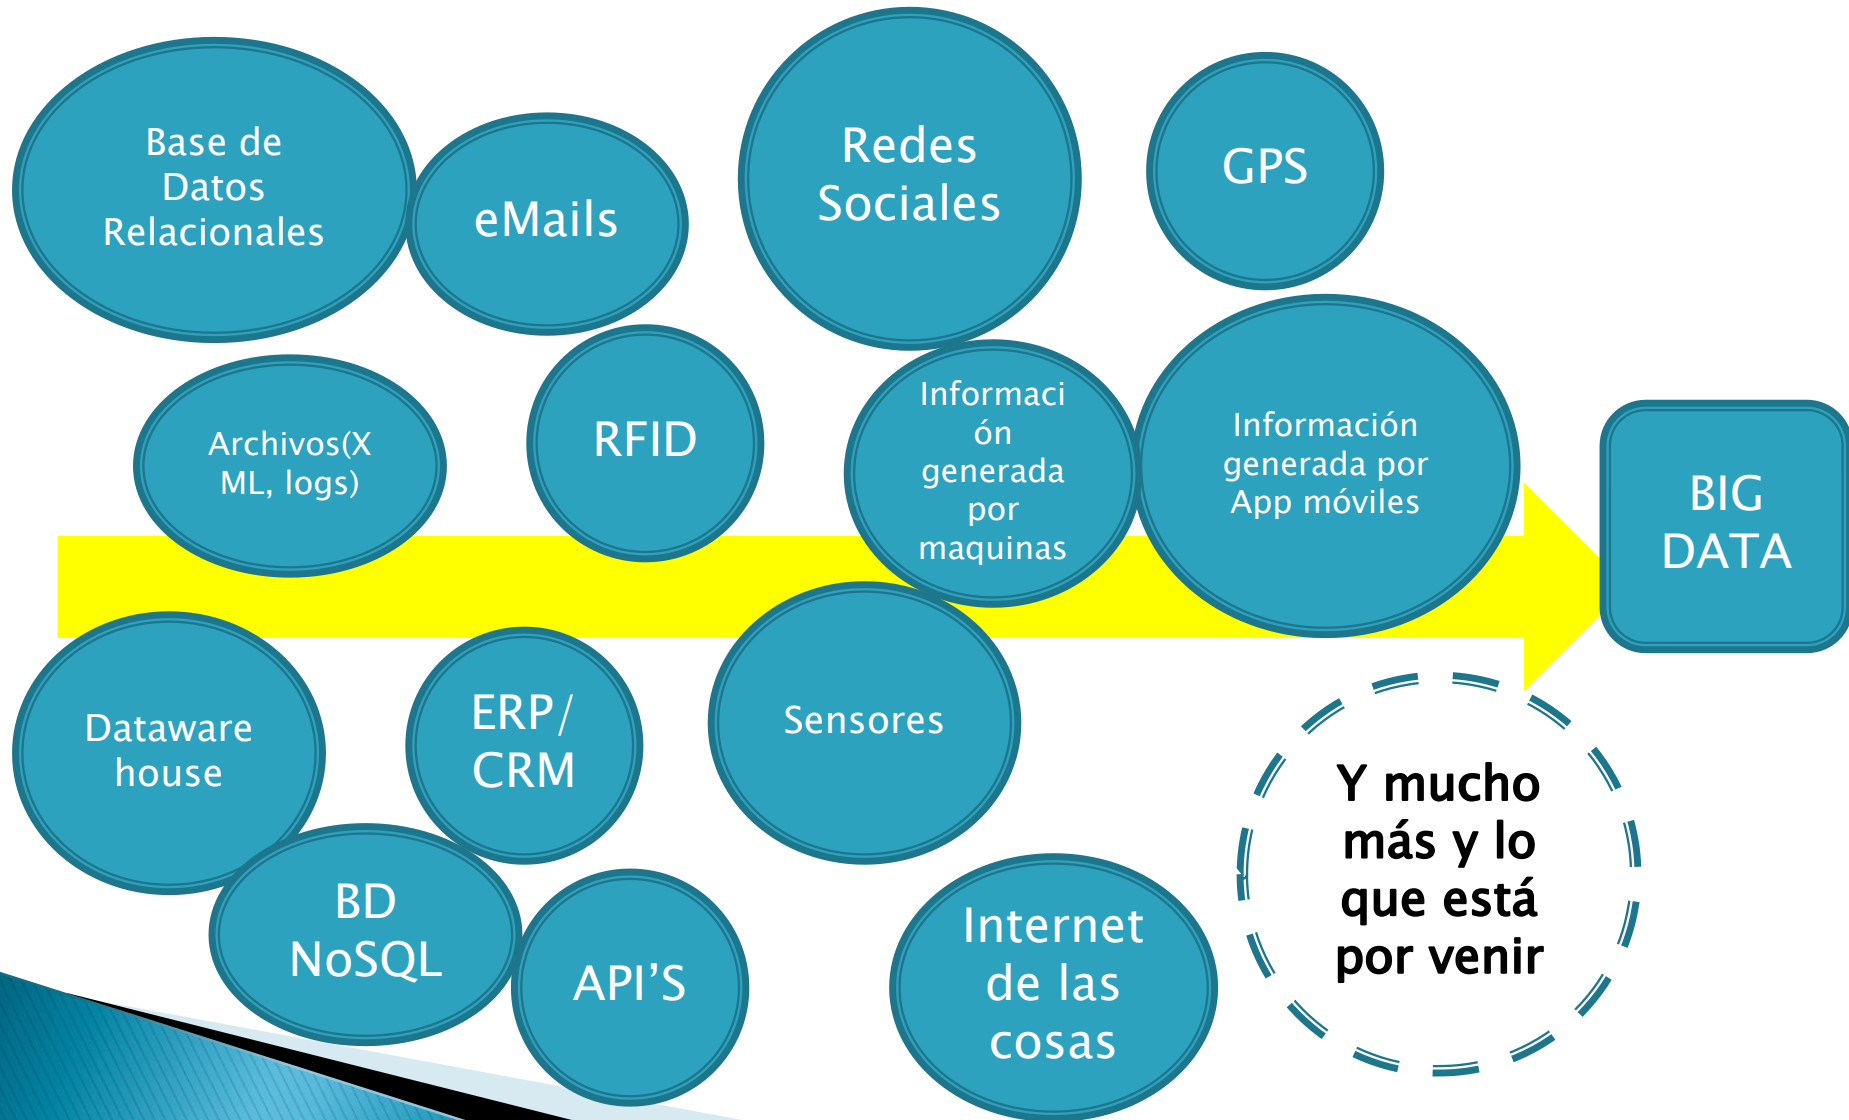 Base de
Datos
Relacionales
eMails
Redes
Sociales
GPS
Archivos(X
ML, logs)
RFID
Informaci
ón
generada
por
maquinas
Información
generada por
App móviles
BIG
DATA
Dataware
house
ERP/
CRM
Sensores
BD
NoSQL
API’S
Internet
de las
cosas
Y mucho
más y lo
que está
por venir